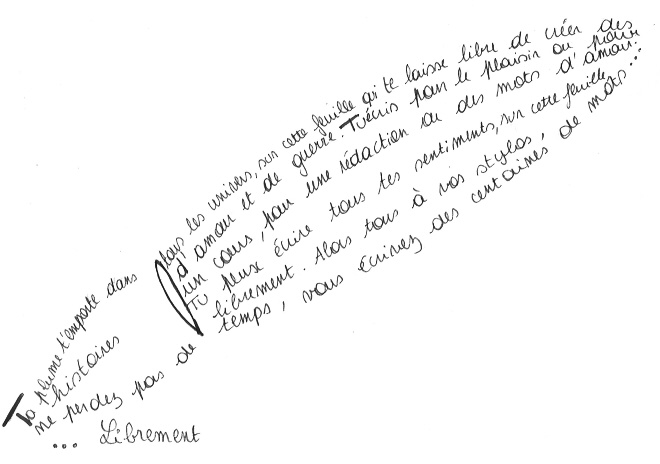 Ta plume t'emporte dans tous les univers, sur cette feuille qi te laisse libre de créer des
histoires d'amour et de guerre. Tu écris pour le plaisir ou pour
un cours, pour une rédaction ou des mots d'amour.
Tu peux écrire tous tes sentiments, sur cette feuille,
librement. Alors tous à vos stylos,
ne perdez pas de temps, vous écrivez des centaines de mots...
... Librement